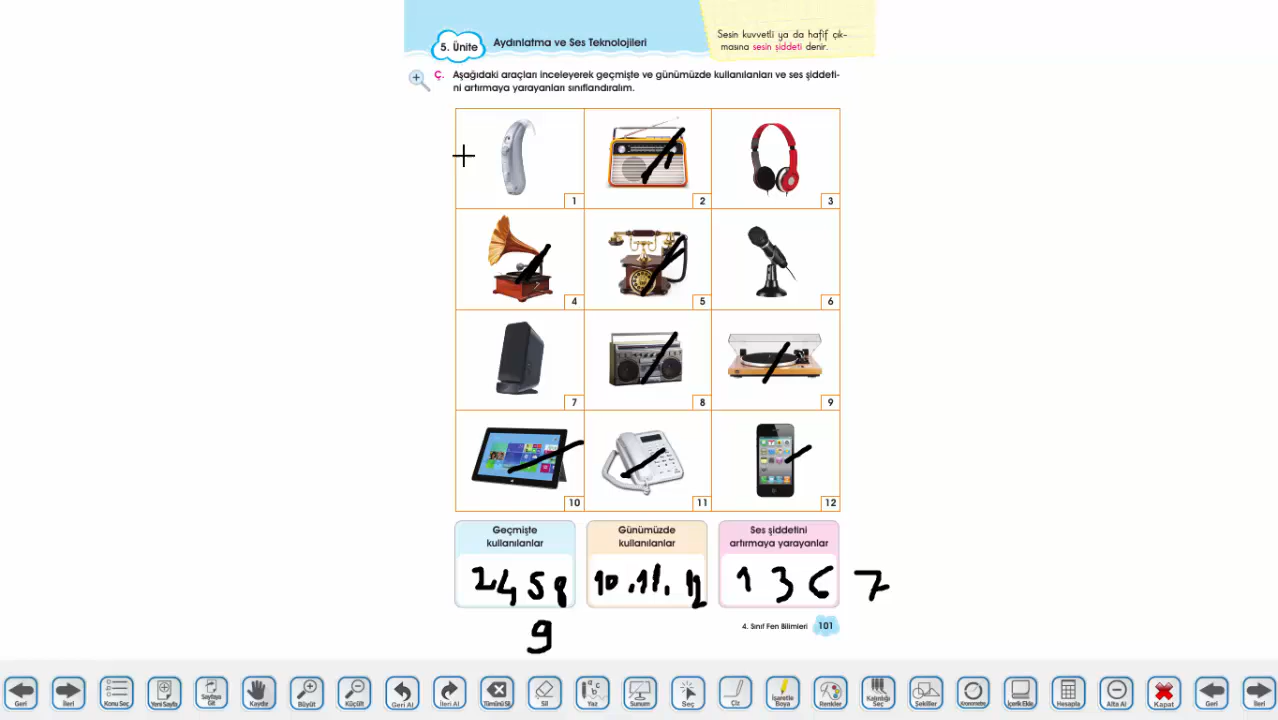 Sesin kuvvetli ya da hafif çık-
masına sesin şiddeti denir.
5. Ünite
Aydınlatma ve Ses Teknolojileri
Ç. Aşağıdaki araçları inceleyerek geçmişte ve günümüzde kullanılanları ve ses şiddeti-
ni artırmaya yarayanları sınıflandıralım.
1 2 3
4 5 6
7 8 9
10 11 12
Geçmişte kullanılanlar
2 4 5 8
9
Günümüzde kullanılanlar
10.11.12
Ses şiddetini artırmaya yarayanlar
1 3 6 7
4. Sınıf Fen Bilimleri 101
Geri İleri Konu Seç Yeni Sayfa Sayfaya Git Kaydır Büyüt Küçült Geri Al İleri Al Tümünü Sil Sil Yaz Sunum Seç Çiz İşaretle Boya Renkler Kalınlığı Seç Şekiller Kronometre İçerik Ekle Hesapla Alta Al Kapat Geri İleri